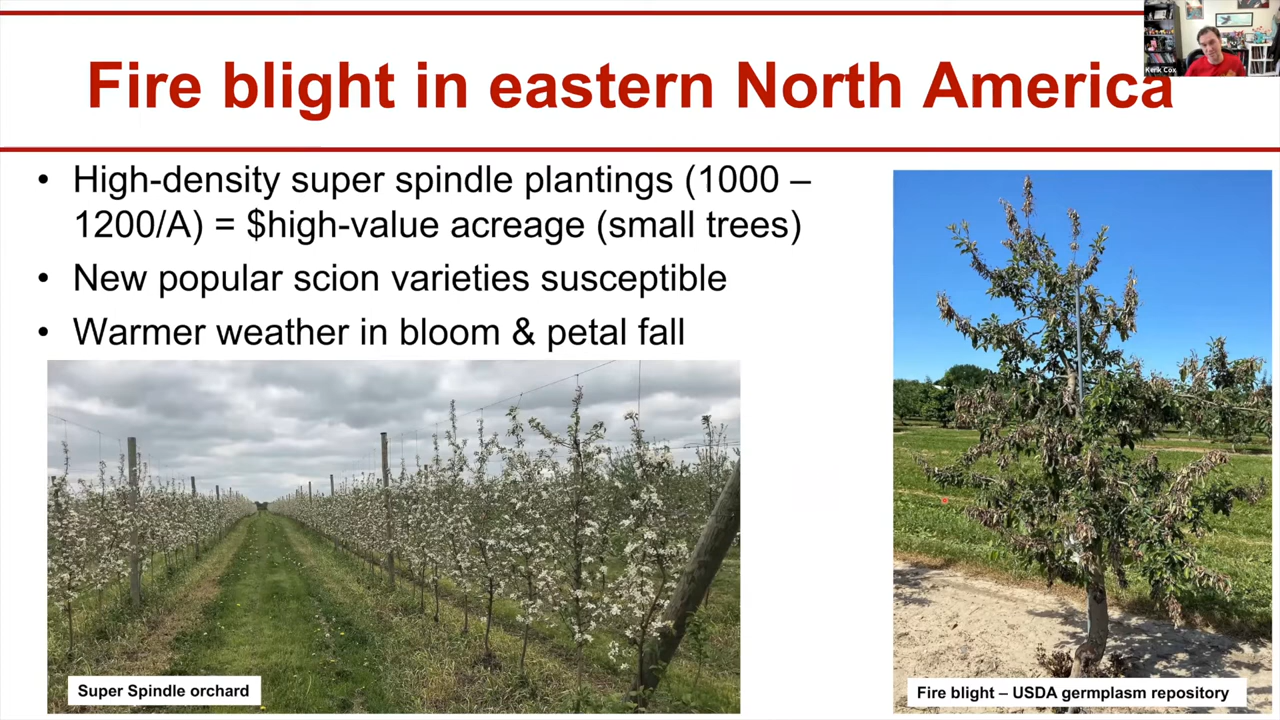 Fire blight in eastern North America
Kerik Cox
• High-density super spindle plantings (1000 –
1200/A) = $high-value acreage (small trees)
• New popular scion varieties susceptible
• Warmer weather in bloom & petal fall
Super Spindle orchard
Fire blight – USDA germplasm repository